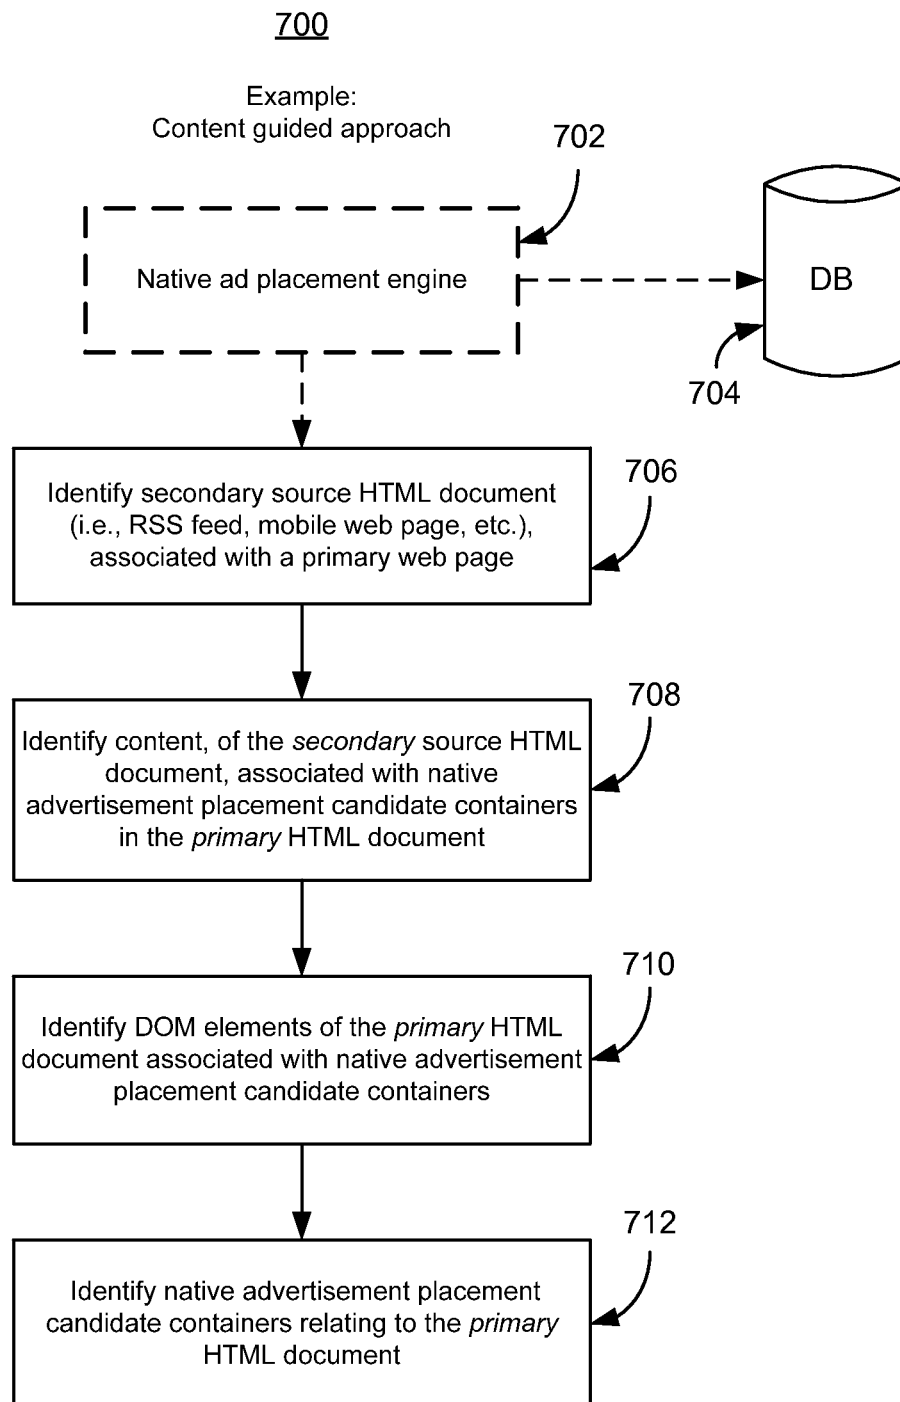 700
Example:
Content guided approach
702
Native ad placement engine
DB
704
706
Identify secondary source HTML document
(i.e., RSS feed, mobile web page, etc.),
associated with a primary web page
708
Identify content, of the secondary source HTML
document, associated with native
advertisement placement candidate containers
in the primary HTML document
710
Identify DOM elements of the primary HTML
document associated with native advertisement
placement candidate containers
712
Identify native advertisement placement
candidate containers relating to the primary
HTML document